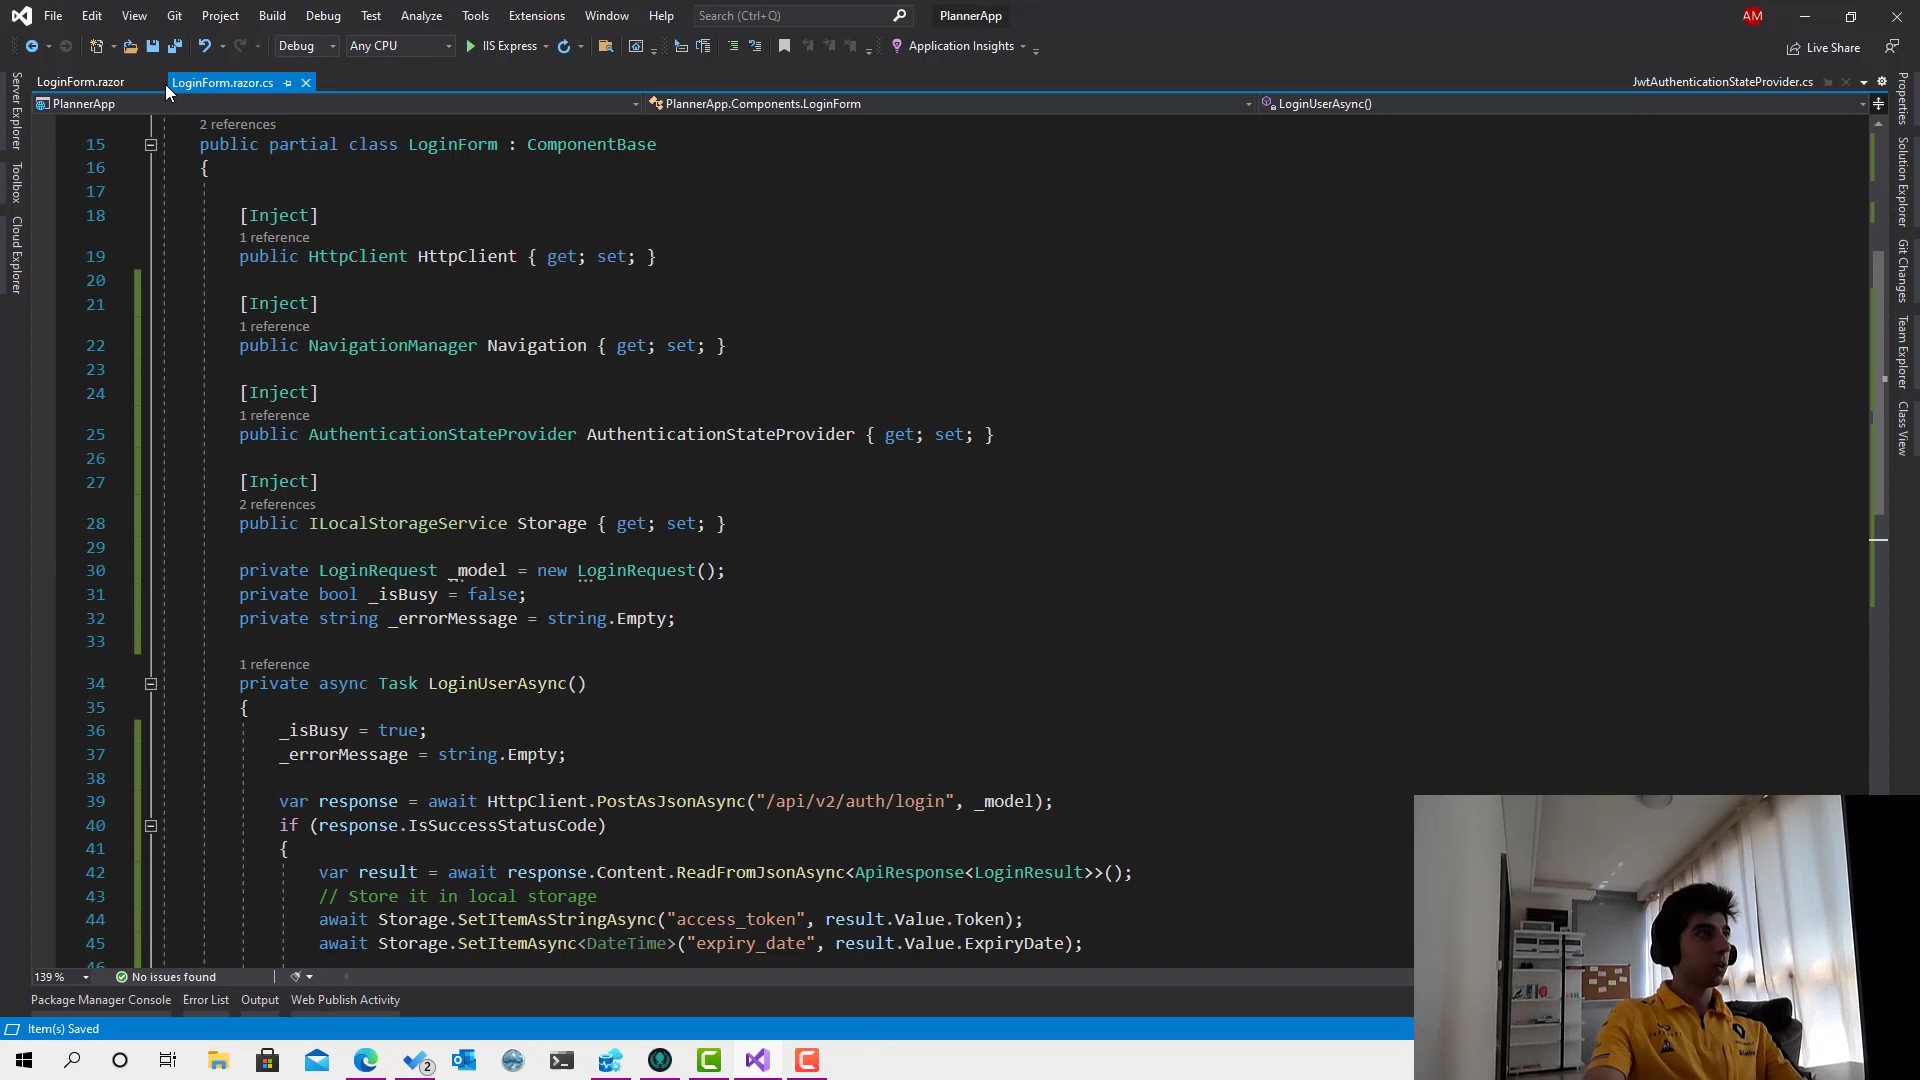 File Edit View Git Project Build Debug Test Analyze Tools Extensions Window Help Search (Ctrl+Q) PlannerApp AM
Debug Any CPU IIS Express Application Insights Live Share
LoginForm.razor LoginForm.razor.cs JwtAuthenticationStateProvider.cs
PlannerApp PlannerApp.Components.LoginForm LoginUserAsync()
Server Explorer
Toolbox
Cloud Explorer
Properties
Solution Explorer
Git Changes
Team Explorer
Class View
2 references
15 public partial class LoginForm : ComponentBase
16 {
17
18 [Inject]
1 reference
19 public HttpClient HttpClient { get; set; }
20
21 [Inject]
1 reference
22 public NavigationManager Navigation { get; set; }
23
24 [Inject]
1 reference
25 public AuthenticationStateProvider AuthenticationStateProvider { get; set; }
26
27 [Inject]
2 references
28 public ILocalStorageService Storage { get; set; }
29
30 private LoginRequest _model = new LoginRequest();
31 private bool _isBusy = false;
32 private string _errorMessage = string.Empty;
33
1 reference
34 private async Task LoginUserAsync()
35 {
36 _isBusy = true;
37 _errorMessage = string.Empty;
38
39 var response = await HttpClient.PostAsJsonAsync("/api/v2/auth/login", _model);
40 if (response.IsSuccessStatusCode)
41 {
42 var result = await response.Content.ReadFromJsonAsync<ApiResponse<LoginResult>>();
43 // Store it in local storage
44 await Storage.SetItemAsStringAsync("access_token", result.Value.Token);
45 await Storage.SetItemAsync<DateTime>("expiry_date", result.Value.ExpiryDate);
46
139 % No issues found
Package Manager Console Error List Output Web Publish Activity
Item(s) Saved
2